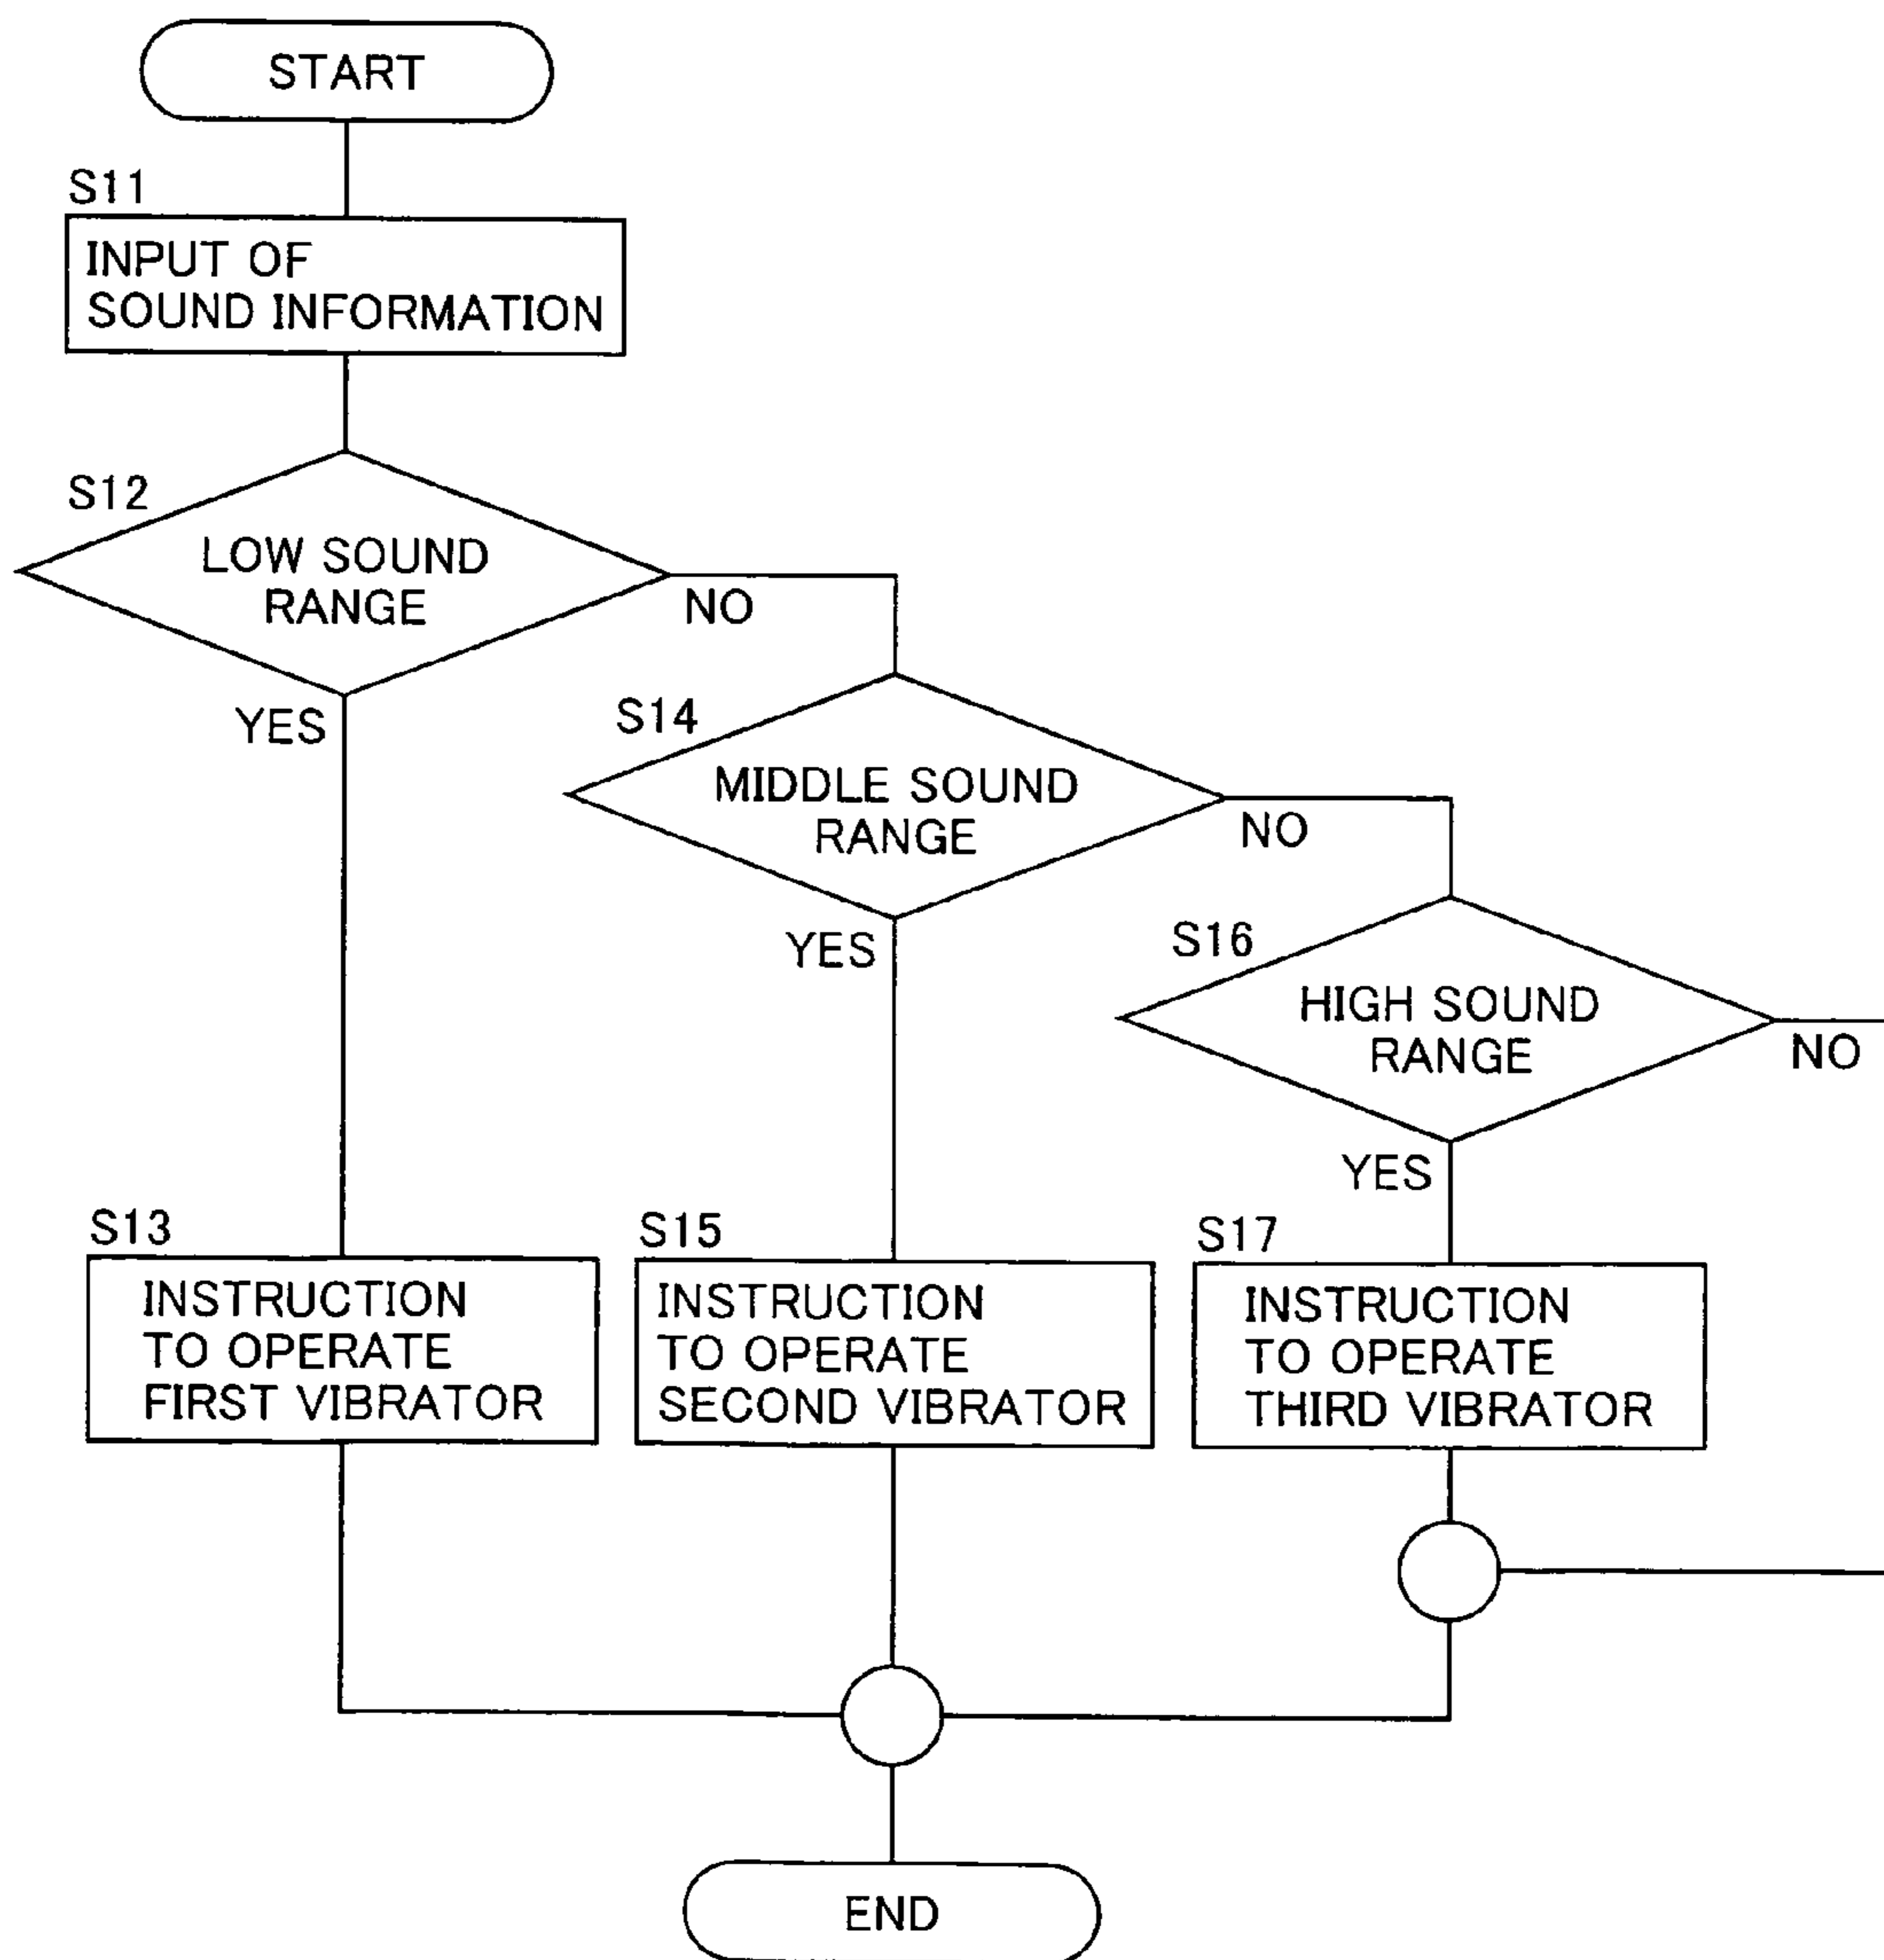 START
S11
INPUT OF
SOUND INFORMATION
S12
LOW SOUND
RANGE
NO
YES
S14
MIDDLE SOUND
RANGE
NO
YES
S16
HIGH SOUND
RANGE
NO
YES
S13
INSTRUCTION
TO OPERATE
FIRST VIBRATOR
S15
INSTRUCTION
TO OPERATE
SECOND VIBRATOR
S17
INSTRUCTION
TO OPERATE
THIRD VIBRATOR
END